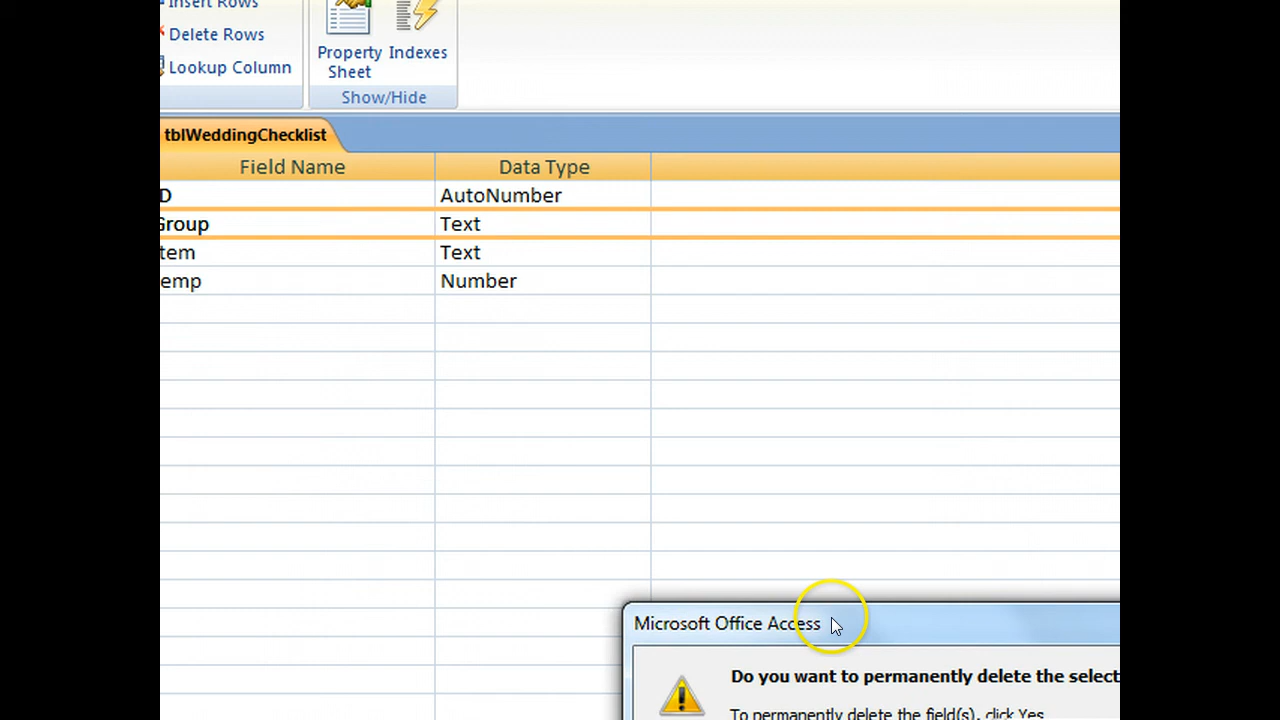 Insert Rows
Delete Rows
Lookup Column
Property Sheet
Indexes
Show/Hide
tblWeddingChecklist
Field Name Data Type
D AutoNumber
Group Text
tem Text
emp Number
Microsoft Office Access
Do you want to permanently delete the select
To permanently delete the field(s), click Yes